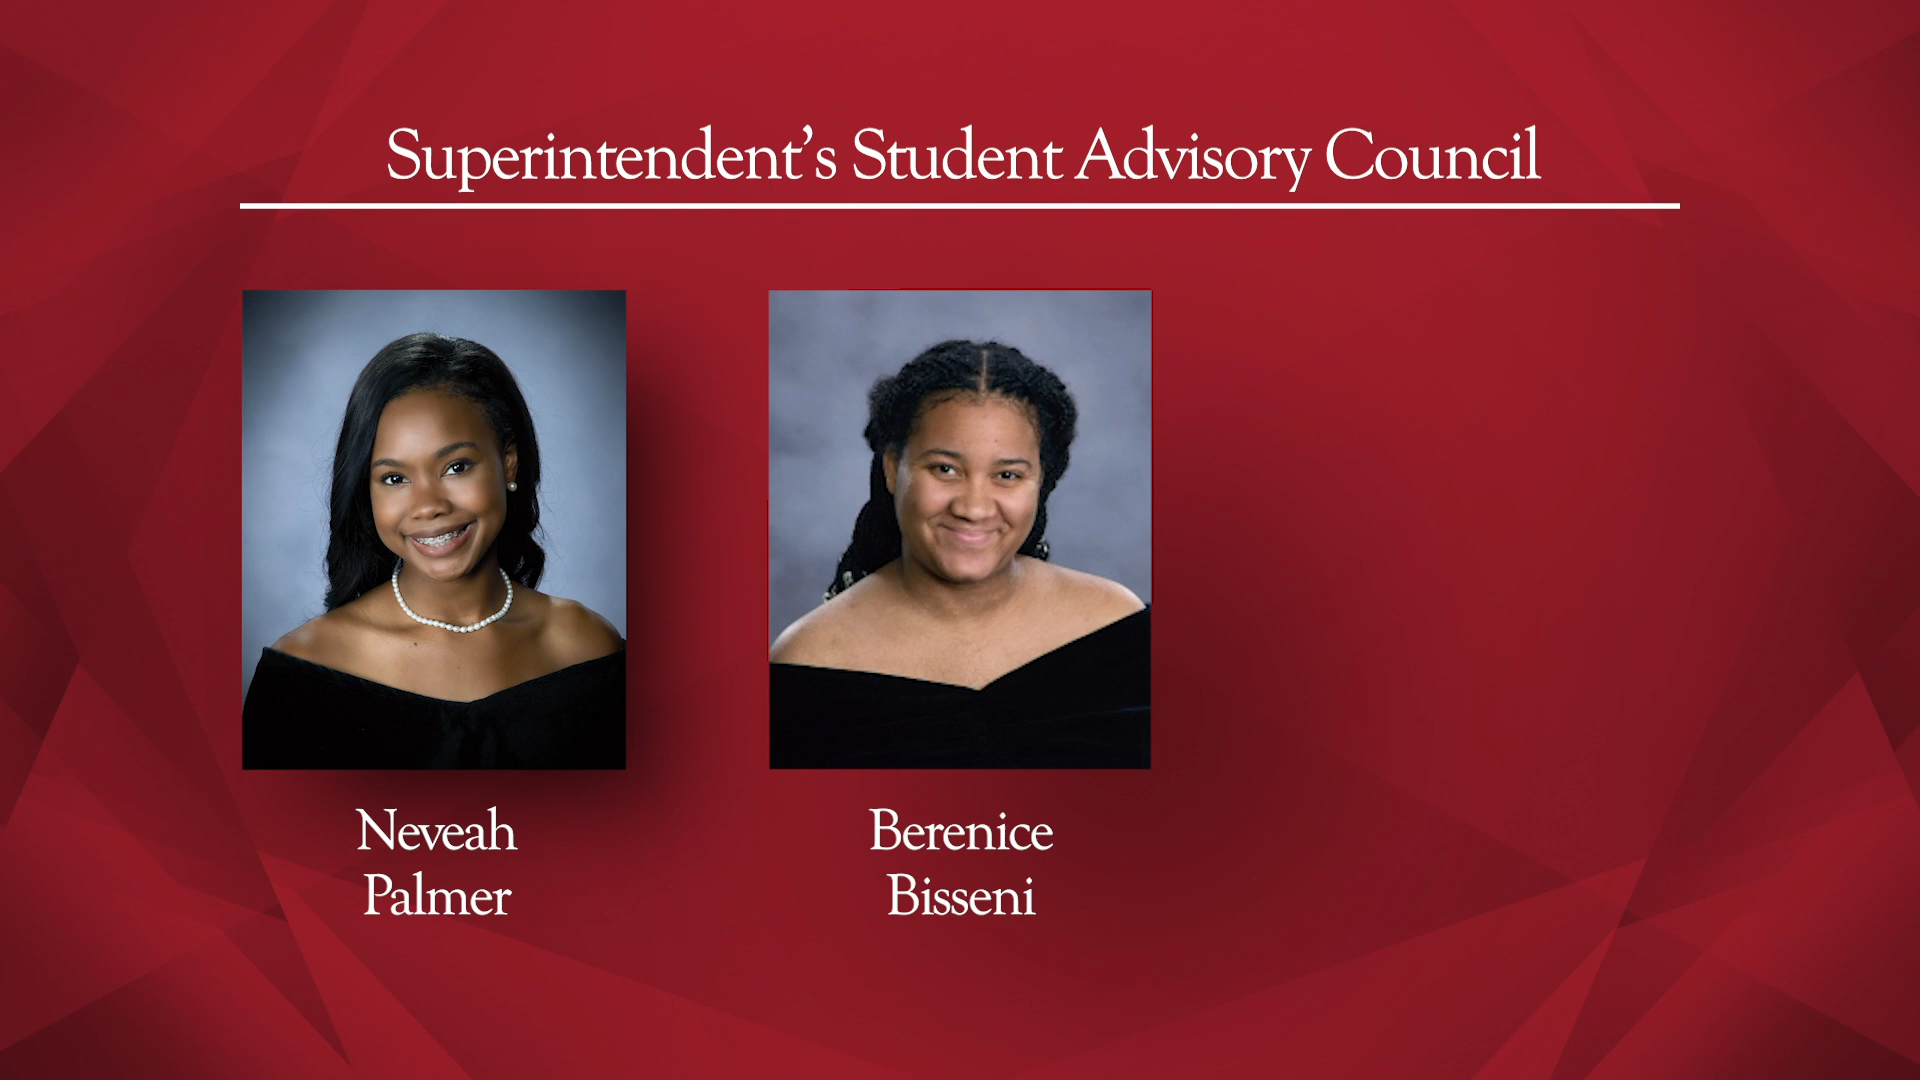 Superintendent’s Student Advisory Council
Neveah
Palmer
Berenice
Bisseni